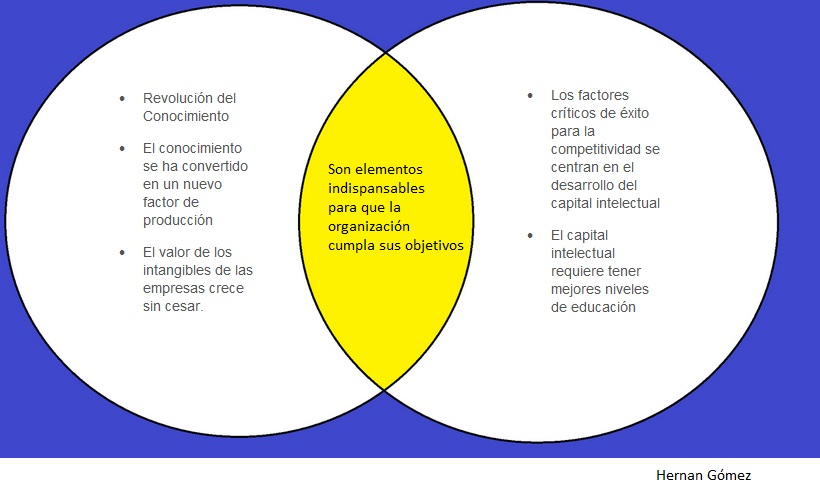 • Revolución del
Conocimiento
• El conocimiento
se ha convertido
en un nuevo
factor de
producción
• El valor de los
intangibles de las
empresas crece
sin cesar.
Son elementos
indispansables
para que la
organización
cumpla sus objetivos
• Los factores
críticos de éxito
para la
competitividad se
centran en el
desarrollo del
capital intelectual
• El capital
intelectual
requiere tener
mejores niveles
de educación
Hernan Gómez